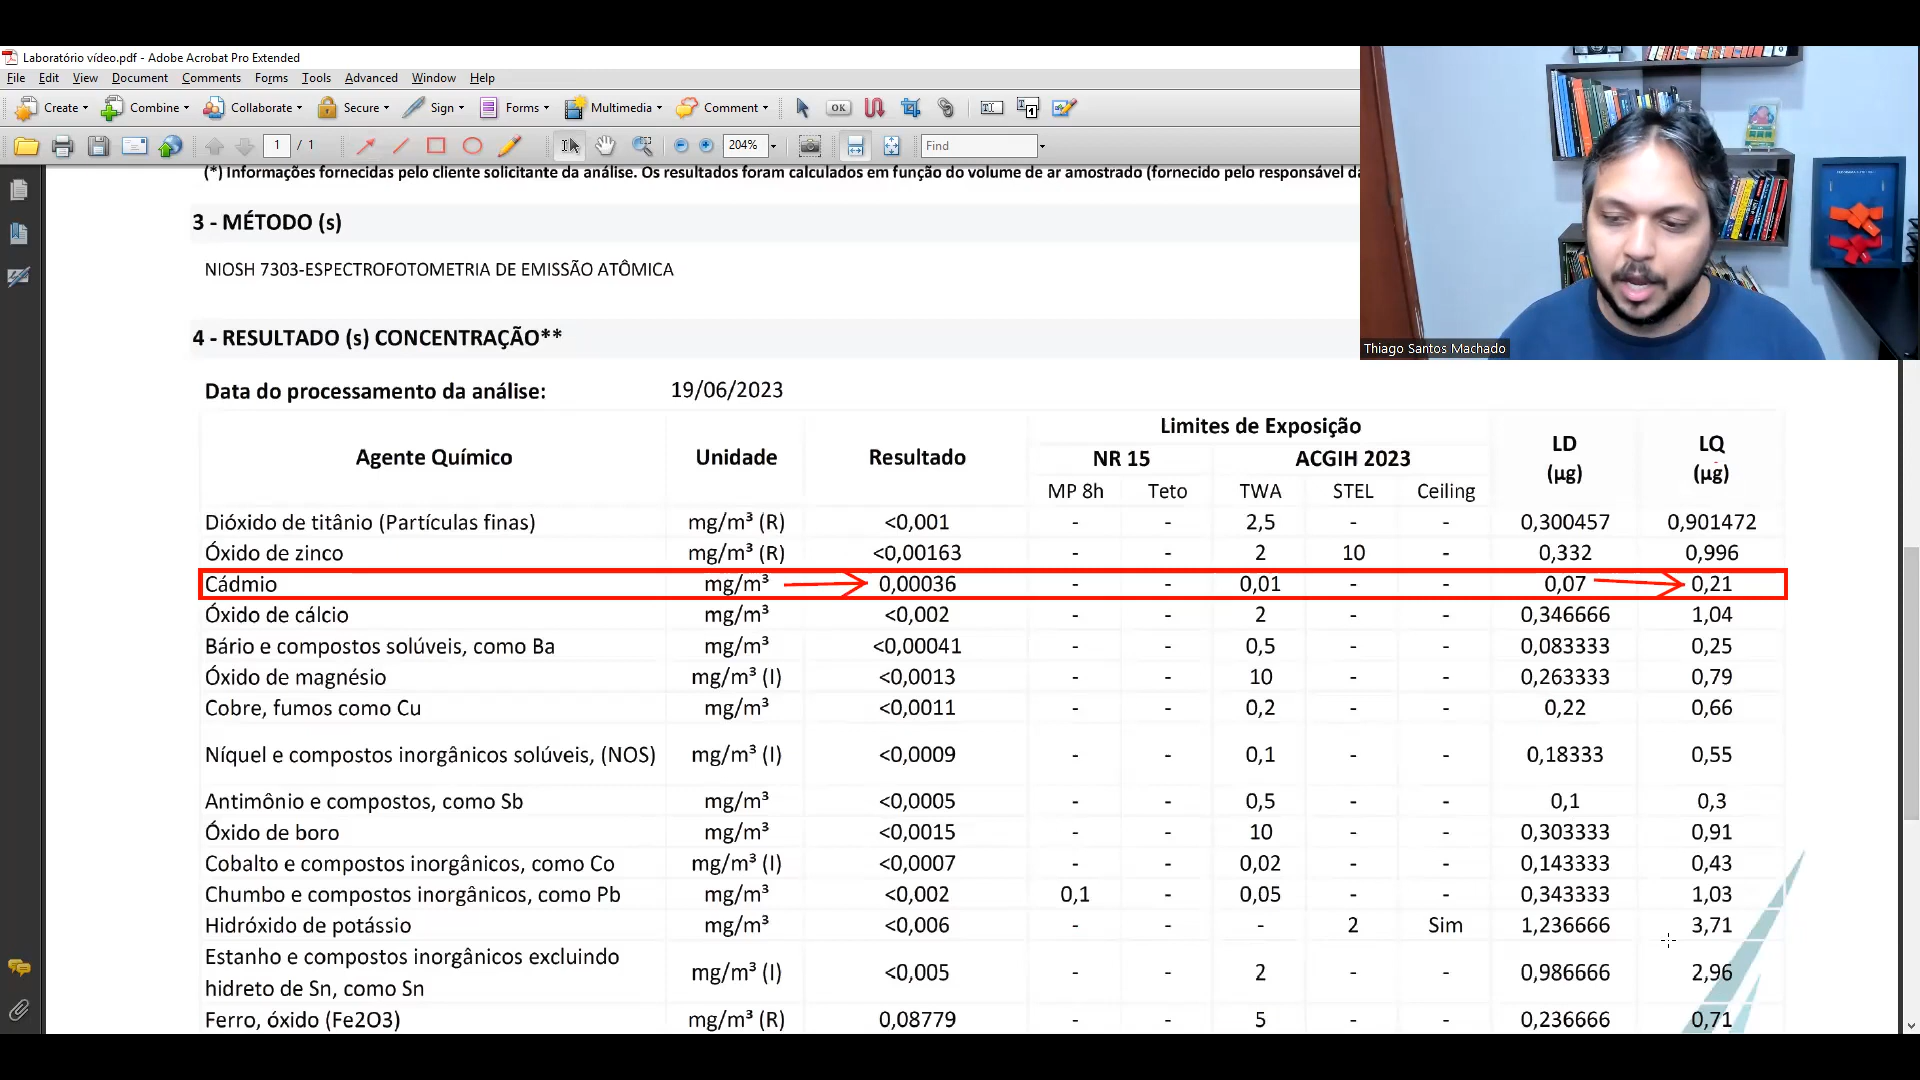 Laboratório vídeo.pdf - Adobe Acrobat Pro Extended
File Edit View Document Comments Forms Tools Advanced Window Help
Create Combine Collaborate Secure Sign Forms Multimedia Comment OK
1 / 1 204% Find
(*) Informações fornecidas pelo cliente solicitante da análise. Os resultados foram calculados em função do volume de ar amostrado (fornecido pelo responsável da
3 - MÉTODO (s)
NIOSH 7303-ESPECTROFOTOMETRIA DE EMISSÃO ATÔMICA
Thiago Santos Machado
4 - RESULTADO (s) CONCENTRAÇÃO**
Data do processamento da análise: 19/06/2023
Agente Químico Unidade Resultado Limites de Exposição LD (µg) LQ (µg)
NR 15 ACGIH 2023
MP 8h Teto TWA STEL Ceiling
Dióxido de titânio (Partículas finas) mg/m³ (R) <0,001 - - 2,5 - - 0,300457 0,901472
Óxido de zinco mg/m³ (R) <0,00163 - - 2 10 - 0,332 0,996
Cádmio mg/m³ 0,00036 - - 0,01 - - 0,07 0,21
Óxido de cálcio mg/m³ <0,002 - - 2 - - 0,346666 1,04
Bário e compostos solúveis, como Ba mg/m³ <0,00041 - - 0,5 - - 0,083333 0,25
Óxido de magnésio mg/m³ (I) <0,0013 - - 10 - - 0,263333 0,79
Cobre, fumos como Cu mg/m³ <0,0011 - - 0,2 - - 0,22 0,66
Níquel e compostos inorgânicos solúveis, (NOS) mg/m³ (I) <0,0009 - - 0,1 - - 0,18333 0,55
Antimônio e compostos, como Sb mg/m³ <0,0005 - - 0,5 - - 0,1 0,3
Óxido de boro mg/m³ <0,0015 - - 10 - - 0,303333 0,91
Cobalto e compostos inorgânicos, como Co mg/m³ (I) <0,0007 - - 0,02 - - 0,143333 0,43
Chumbo e compostos inorgânicos, como Pb mg/m³ <0,002 0,1 - 0,05 - - 0,343333 1,03
Hidróxido de potássio mg/m³ <0,006 - - - 2 Sim 1,236666 3,71
Estanho e compostos inorgânicos excluindo
hidreto de Sn, como Sn mg/m³ (I) <0,005 - - 2 - - 0,986666 2,96
Ferro, óxido (Fe2O3) mg/m³ (R) 0,08779 - - 5 - - 0,236666 0,71